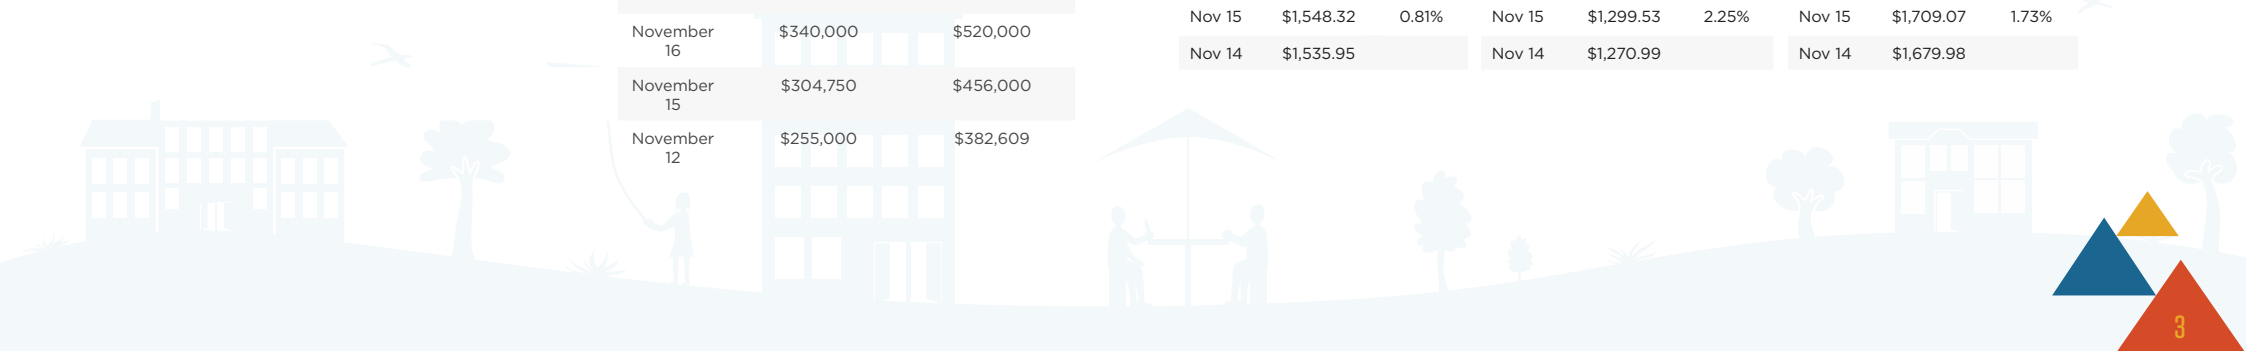 November $340,000 $520,000
16
November $304,750 $456,000
15
November $255,000 $382,609
12
Nov 15 $1,548.32 0.81% Nov 15 $1,299.53 2.25% Nov 15 $1,709.07 1.73%
Nov 14 $1,535.95 Nov 14 $1,270.99 Nov 14 $1,679.98
3